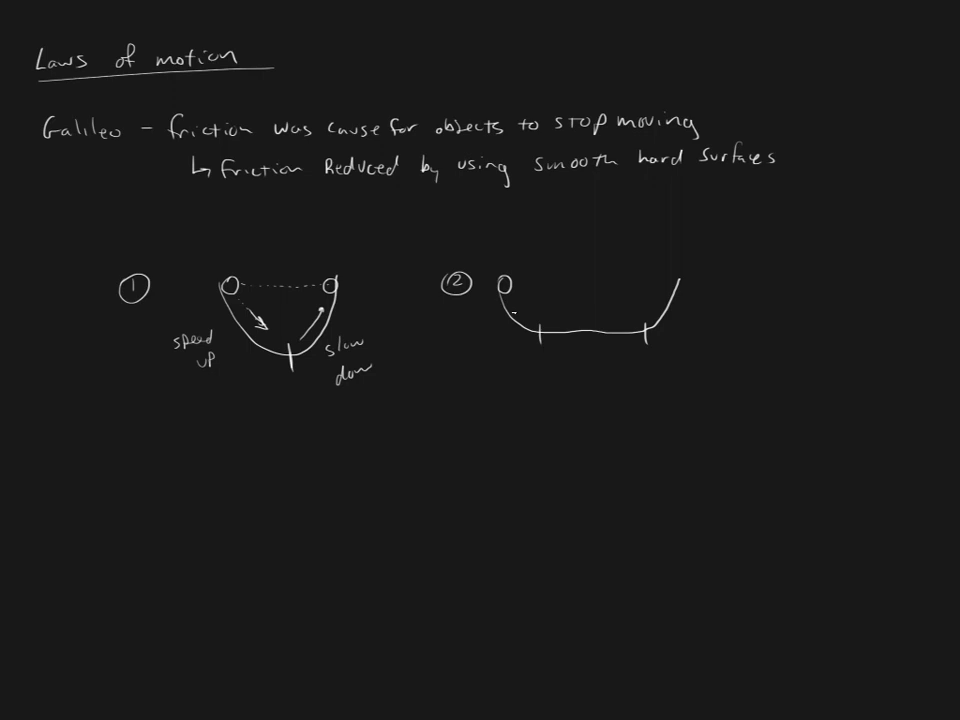 Laws of motion
Galileo - friction was cause for objects to STOP moving
↳ Friction Reduced by using smooth hard surfaces
1
2
speed
up
slow
down